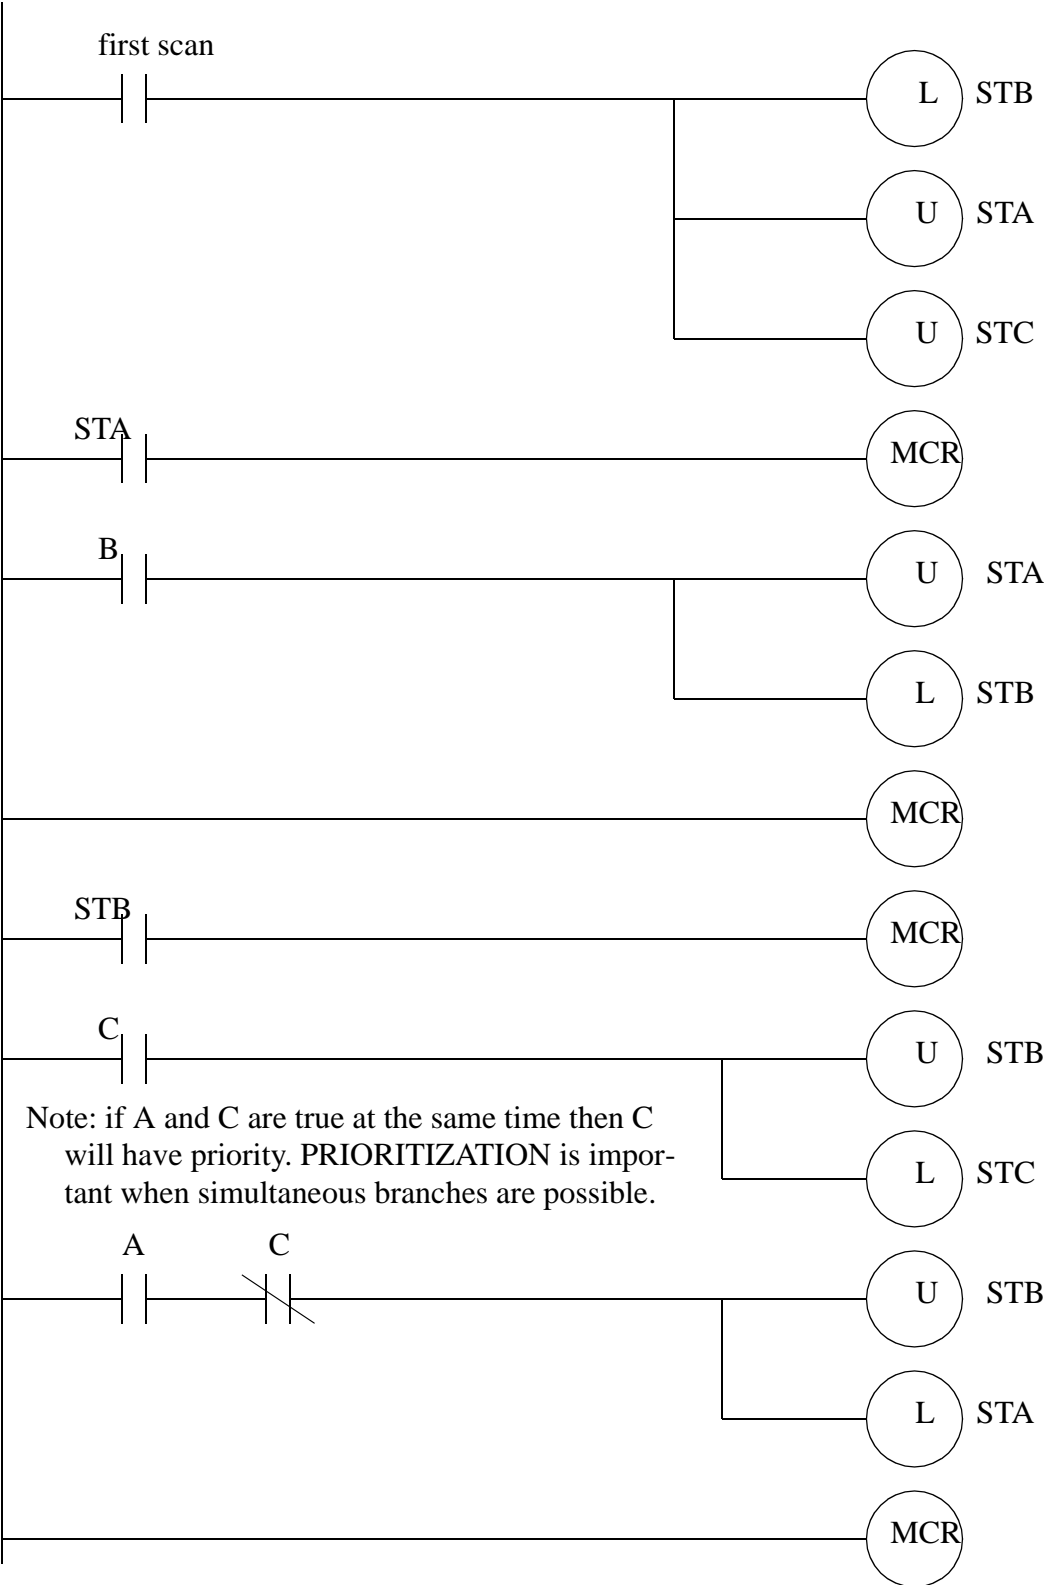 first scan
L STB
U STA
U STC
STA
MCR
B
U STA
L STB
MCR
STB
MCR
C
U STB
Note: if A and C are true at the same time then C
will have priority. PRIORITIZATION is impor-
tant when simultaneous branches are possible.
L STC
A C
U STB
L STA
MCR